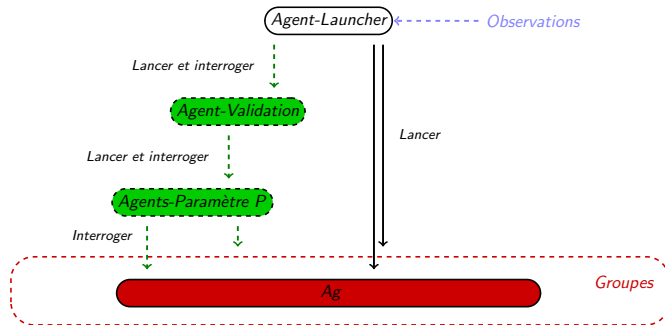 Agent-Launcher
Observations
Lancer et interroger
Agent-Validation
Lancer
Lancer et interroger
Agents-Paramètre P
Interroger
Groupes
Ag